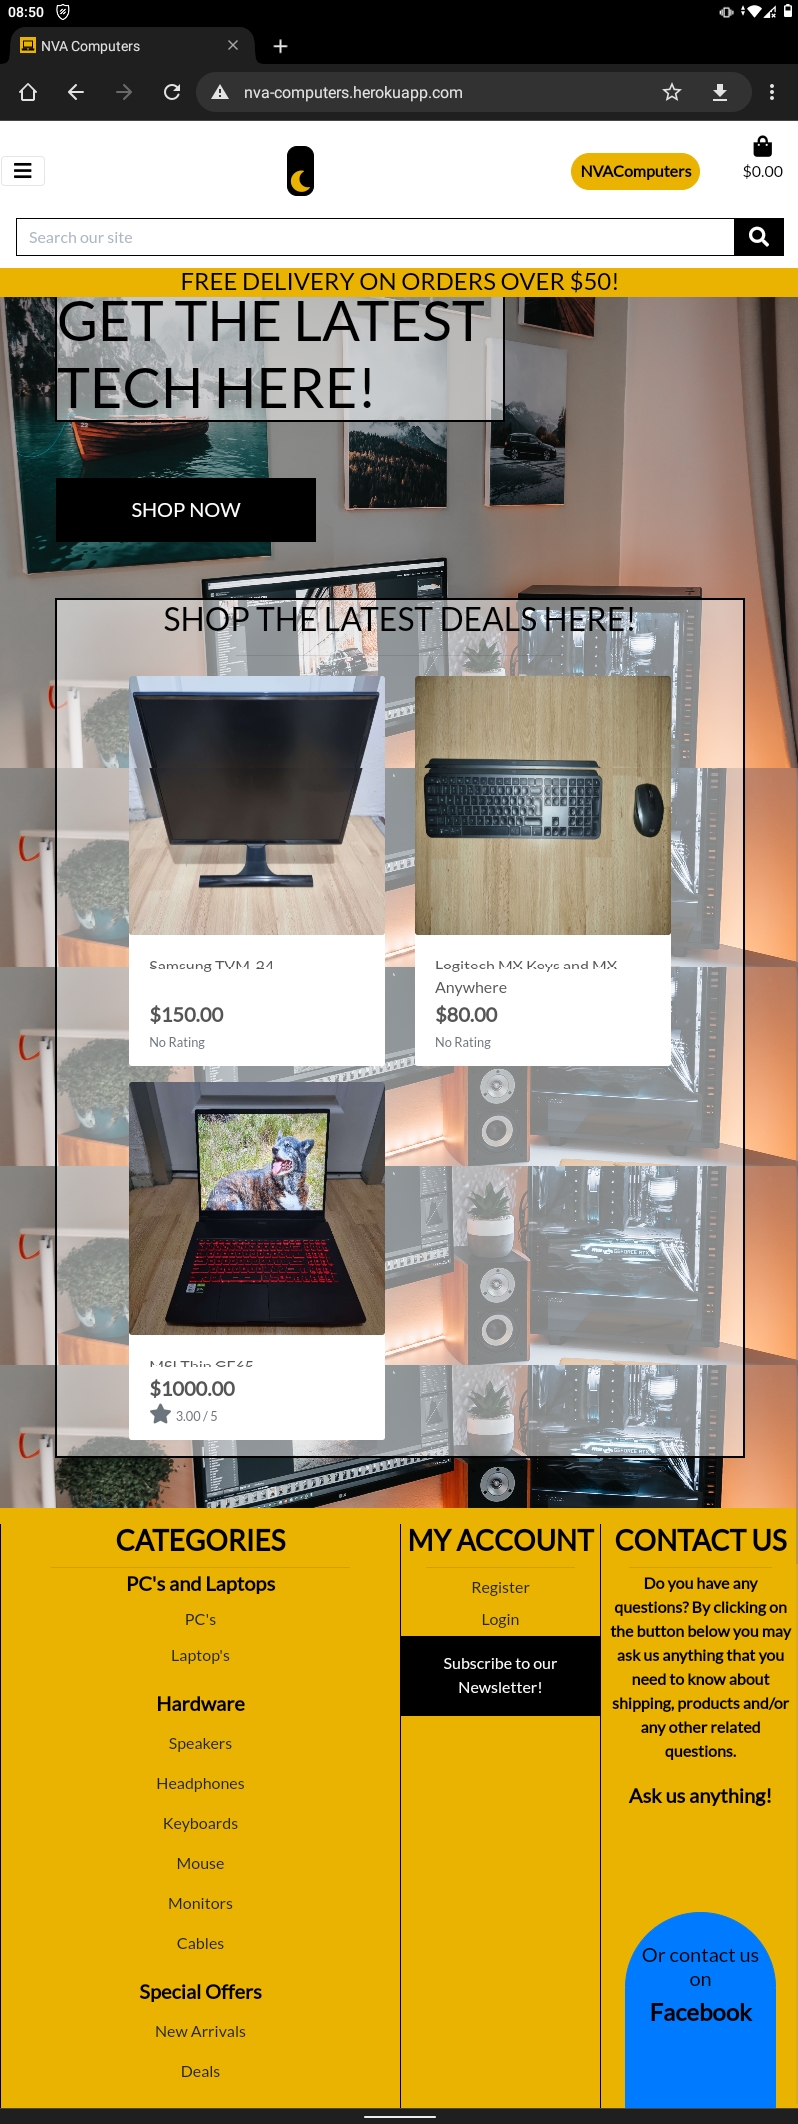 08:50
NVA Computers
nva-computers.herokuapp.com
NVAComputers
$0.00
Search our site
FREE DELIVERY ON ORDERS OVER $50!
GET THE LATEST
TECH HERE!
SHOP NOW
SHOP THE LATEST DEALS HERE!
Samsung TVM-24
Logitech MX Keys and MX
Anywhere
$150.00
$80.00
No Rating
No Rating
MSI Thin GF65
$1000.00
3.00 / 5
CATEGORIES
PC's and Laptops
PC's
Laptop's
Hardware
Speakers
Headphones
Keyboards
Mouse
Monitors
Cables
Special Offers
New Arrivals
Deals
MY ACCOUNT
Register
Login
Subscribe to our
Newsletter!
CONTACT US
Do you have any
questions? By clicking on
the button below you may
ask us anything that you
need to know about
shipping, products and/or
any other related
questions.
Ask us anything!
Or contact us
on
Facebook